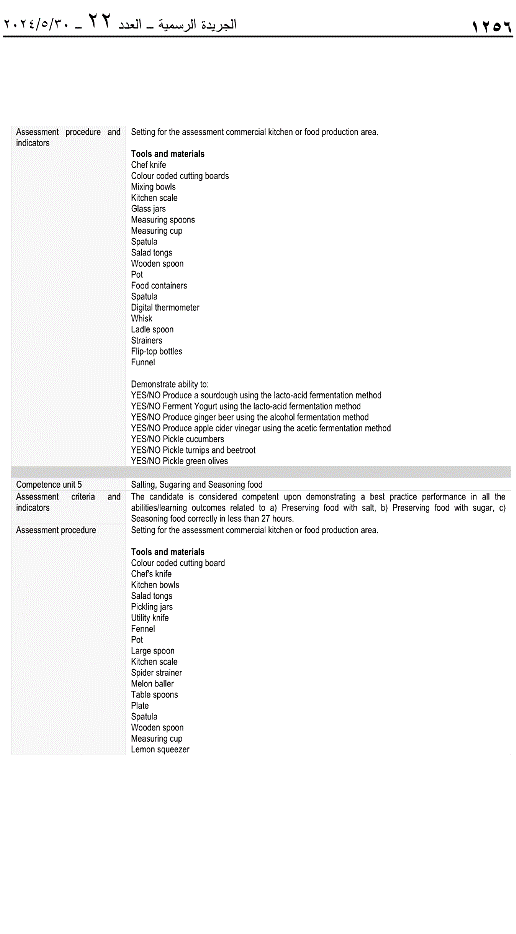 ١٢٥٦
الجريدة الرسمية – العدد ٢٢ – ٢٠٢٤/٥/٣٠
Assessment procedure and indicators
Setting for the assessment commercial kitchen or food production area.
Tools and materials
Chef knife
Colour coded cutting boards
Mixing bowls
Kitchen scale
Glass jars
Measuring spoons
Measuring cup
Spatula
Salad tongs
Wooden spoon
Pot
Food containers
Spatula
Digital thermometer
Whisk
Ladle spoon
Strainers
Flip-top bottles
Funnel
Demonstrate ability to:
YES/NO Produce a sourdough using the lacto-acid fermentation method
YES/NO Ferment Yogurt using the lacto-acid fermentation method
YES/NO Produce ginger beer using the alcohol fermentation method
YES/NO Produce apple cider vinegar using the acetic fermentation method
YES/NO Pickle cucumbers
YES/NO Pickle turnips and beetroot
YES/NO Pickle green olives
Competence unit 5
Salting, Sugaring and Seasoning food
Assessment criteria and indicators
The candidate is considered competent upon demonstrating a best practice performance in all the
abilities/learning outcomes related to a) Preserving food with salt, b) Preserving food with sugar, c)
Seasoning food correctly in less than 27 hours.
Assessment procedure
Setting for the assessment commercial kitchen or food production area.
Tools and materials
Colour coded cutting board
Chef's knife
Kitchen bowls
Salad tongs
Pickling jars
Utility knife
Fennel
Pot
Large spoon
Kitchen scale
Spider strainer
Melon baller
Table spoons
Plate
Spatula
Wooden spoon
Measuring cup
Lemon squeezer